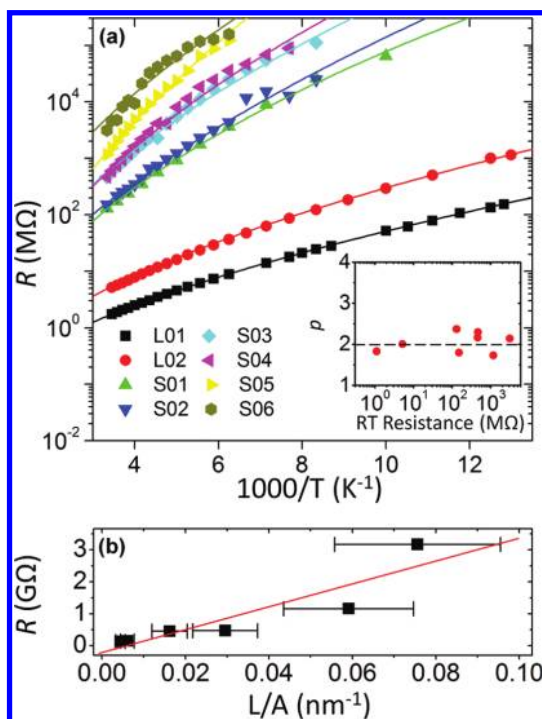 (a)
10^4
10^2
10^0
10^-2
R (MΩ)
L01 S03
L02 S04
S01 S05
S02 S06
4
3
2
1
p
10^0 10^1 10^2 10^3
RT Resistance (MΩ)
4 6 8 10 12
1000/T (K^-1)
(b)
3
2
1
0
R (GΩ)
0.00 0.02 0.04 0.06 0.08 0.10
L/A (nm^-1)